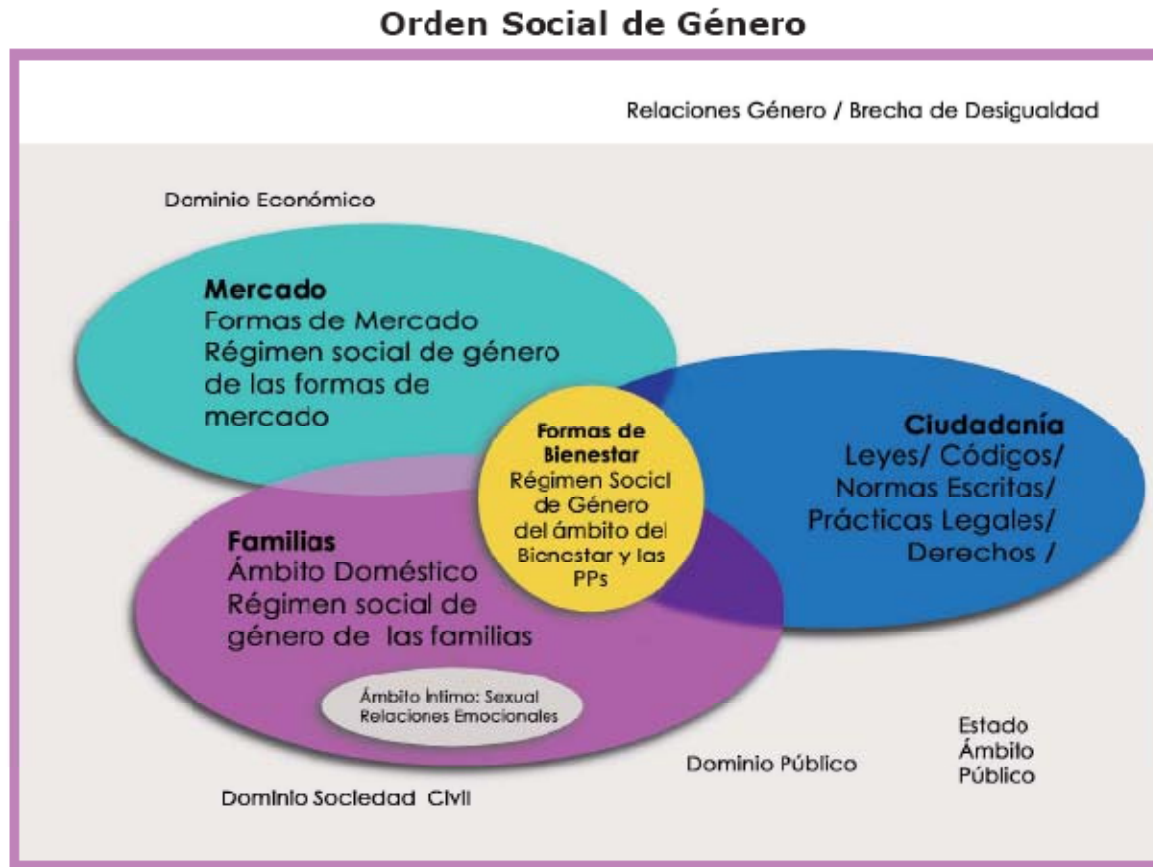 Orden Social de Género
Relaciones Género / Brecha de Desigualdad
Dominio Económico
Mercado
Formas de Mercado
Régimen social de género
de las formas de
mercado
Formas de
Bienestar
Régimen Social
de Género
del ámbito del
Bienestar y las
PPs
Ciudadanía
Leyes/ Códigos/
Normas Escritas/
Prácticas Legales/
Derechos /
Familias
Ámbito Doméstico
Régimen social de
género de las familias
Ámbito Íntimo: Sexual
Relaciones Emocionales
Dominio Sociedad Civil
Dominio Público
Estado
Ámbito
Público